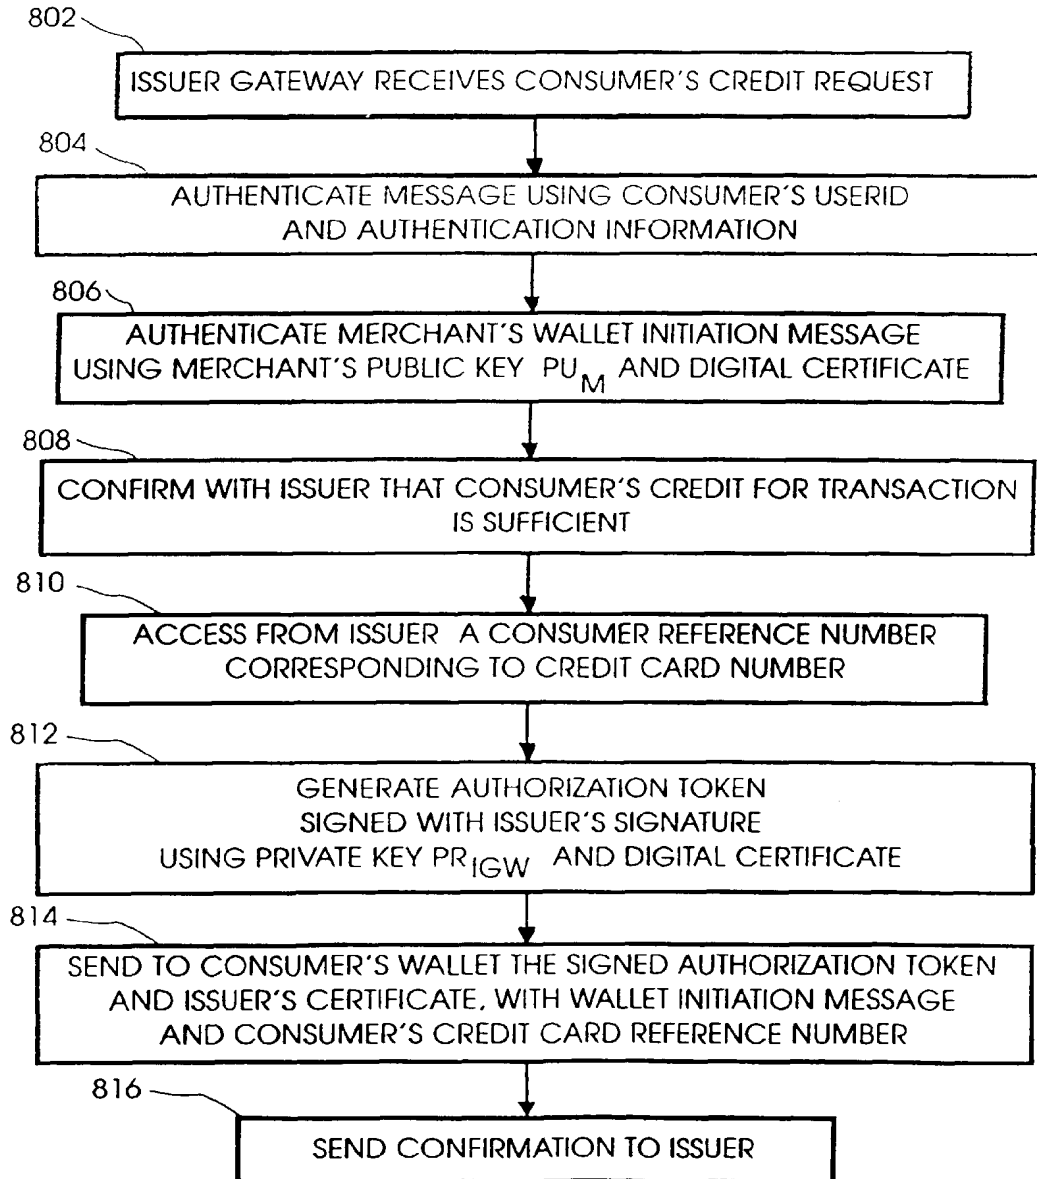 802
ISSUER GATEWAY RECEIVES CONSUMER'S CREDIT REQUEST
804
AUTHENTICATE MESSAGE USING CONSUMER'S USERID
AND AUTHENTICATION INFORMATION
806
AUTHENTICATE MERCHANT'S WALLET INITIATION MESSAGE
USING MERCHANT'S PUBLIC KEY PU_M AND DIGITAL CERTIFICATE
808
CONFIRM WITH ISSUER THAT CONSUMER'S CREDIT FOR TRANSACTION
IS SUFFICIENT
810
ACCESS FROM ISSUER A CONSUMER REFERENCE NUMBER
CORRESPONDING TO CREDIT CARD NUMBER
812
GENERATE AUTHORIZATION TOKEN
SIGNED WITH ISSUER'S SIGNATURE
USING PRIVATE KEY PR_IGW AND DIGITAL CERTIFICATE
814
SEND TO CONSUMER'S WALLET THE SIGNED AUTHORIZATION TOKEN
AND ISSUER'S CERTIFICATE, WITH WALLET INITIATION MESSAGE
AND CONSUMER'S CREDIT CARD REFERENCE NUMBER
816
SEND CONFIRMATION TO ISSUER